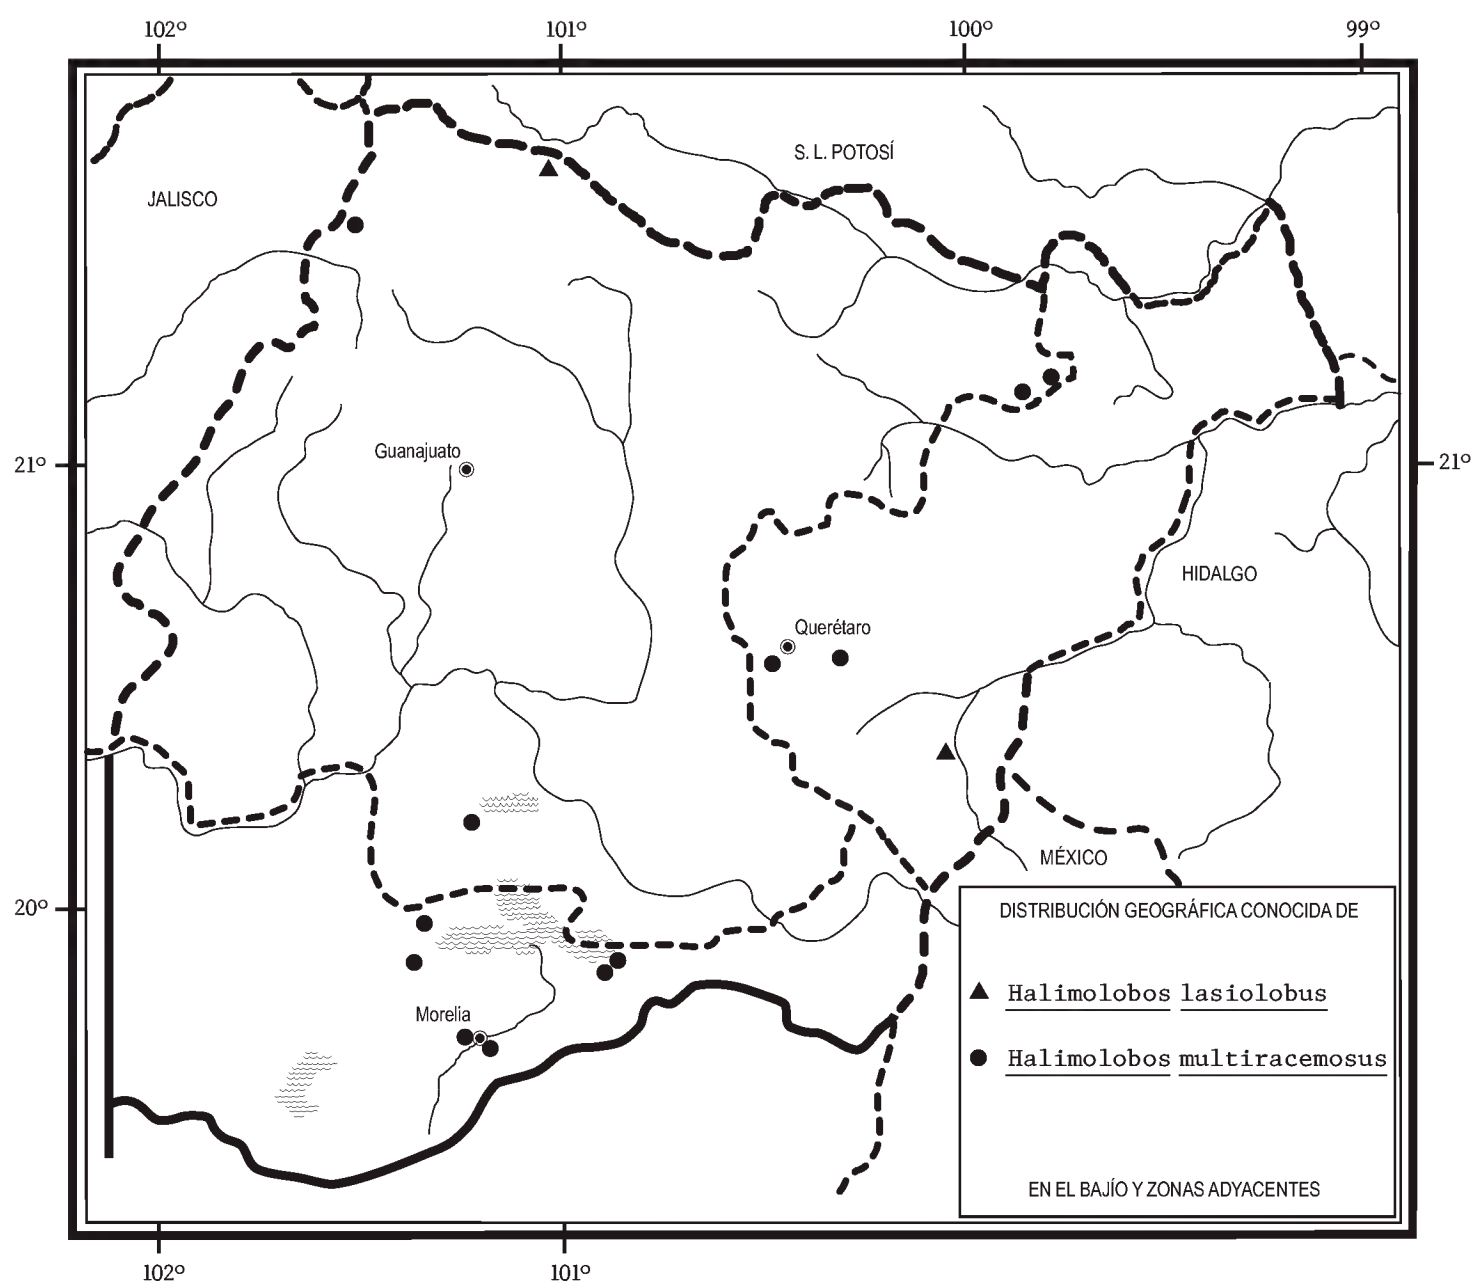 102º 101º 100º 99º
S. L. POTOSÍ
JALISCO
Guanajuato
21º 21º
HIDALGO
Querétaro
MÉXICO
20º
DISTRIBUCIÓN GEOGRÁFICA CONOCIDA DE
Halimolobos lasiolobus
Morelia
Halimolobos multiracemosus
EN EL BAJÍO Y ZONAS ADYACENTES
102º 101º